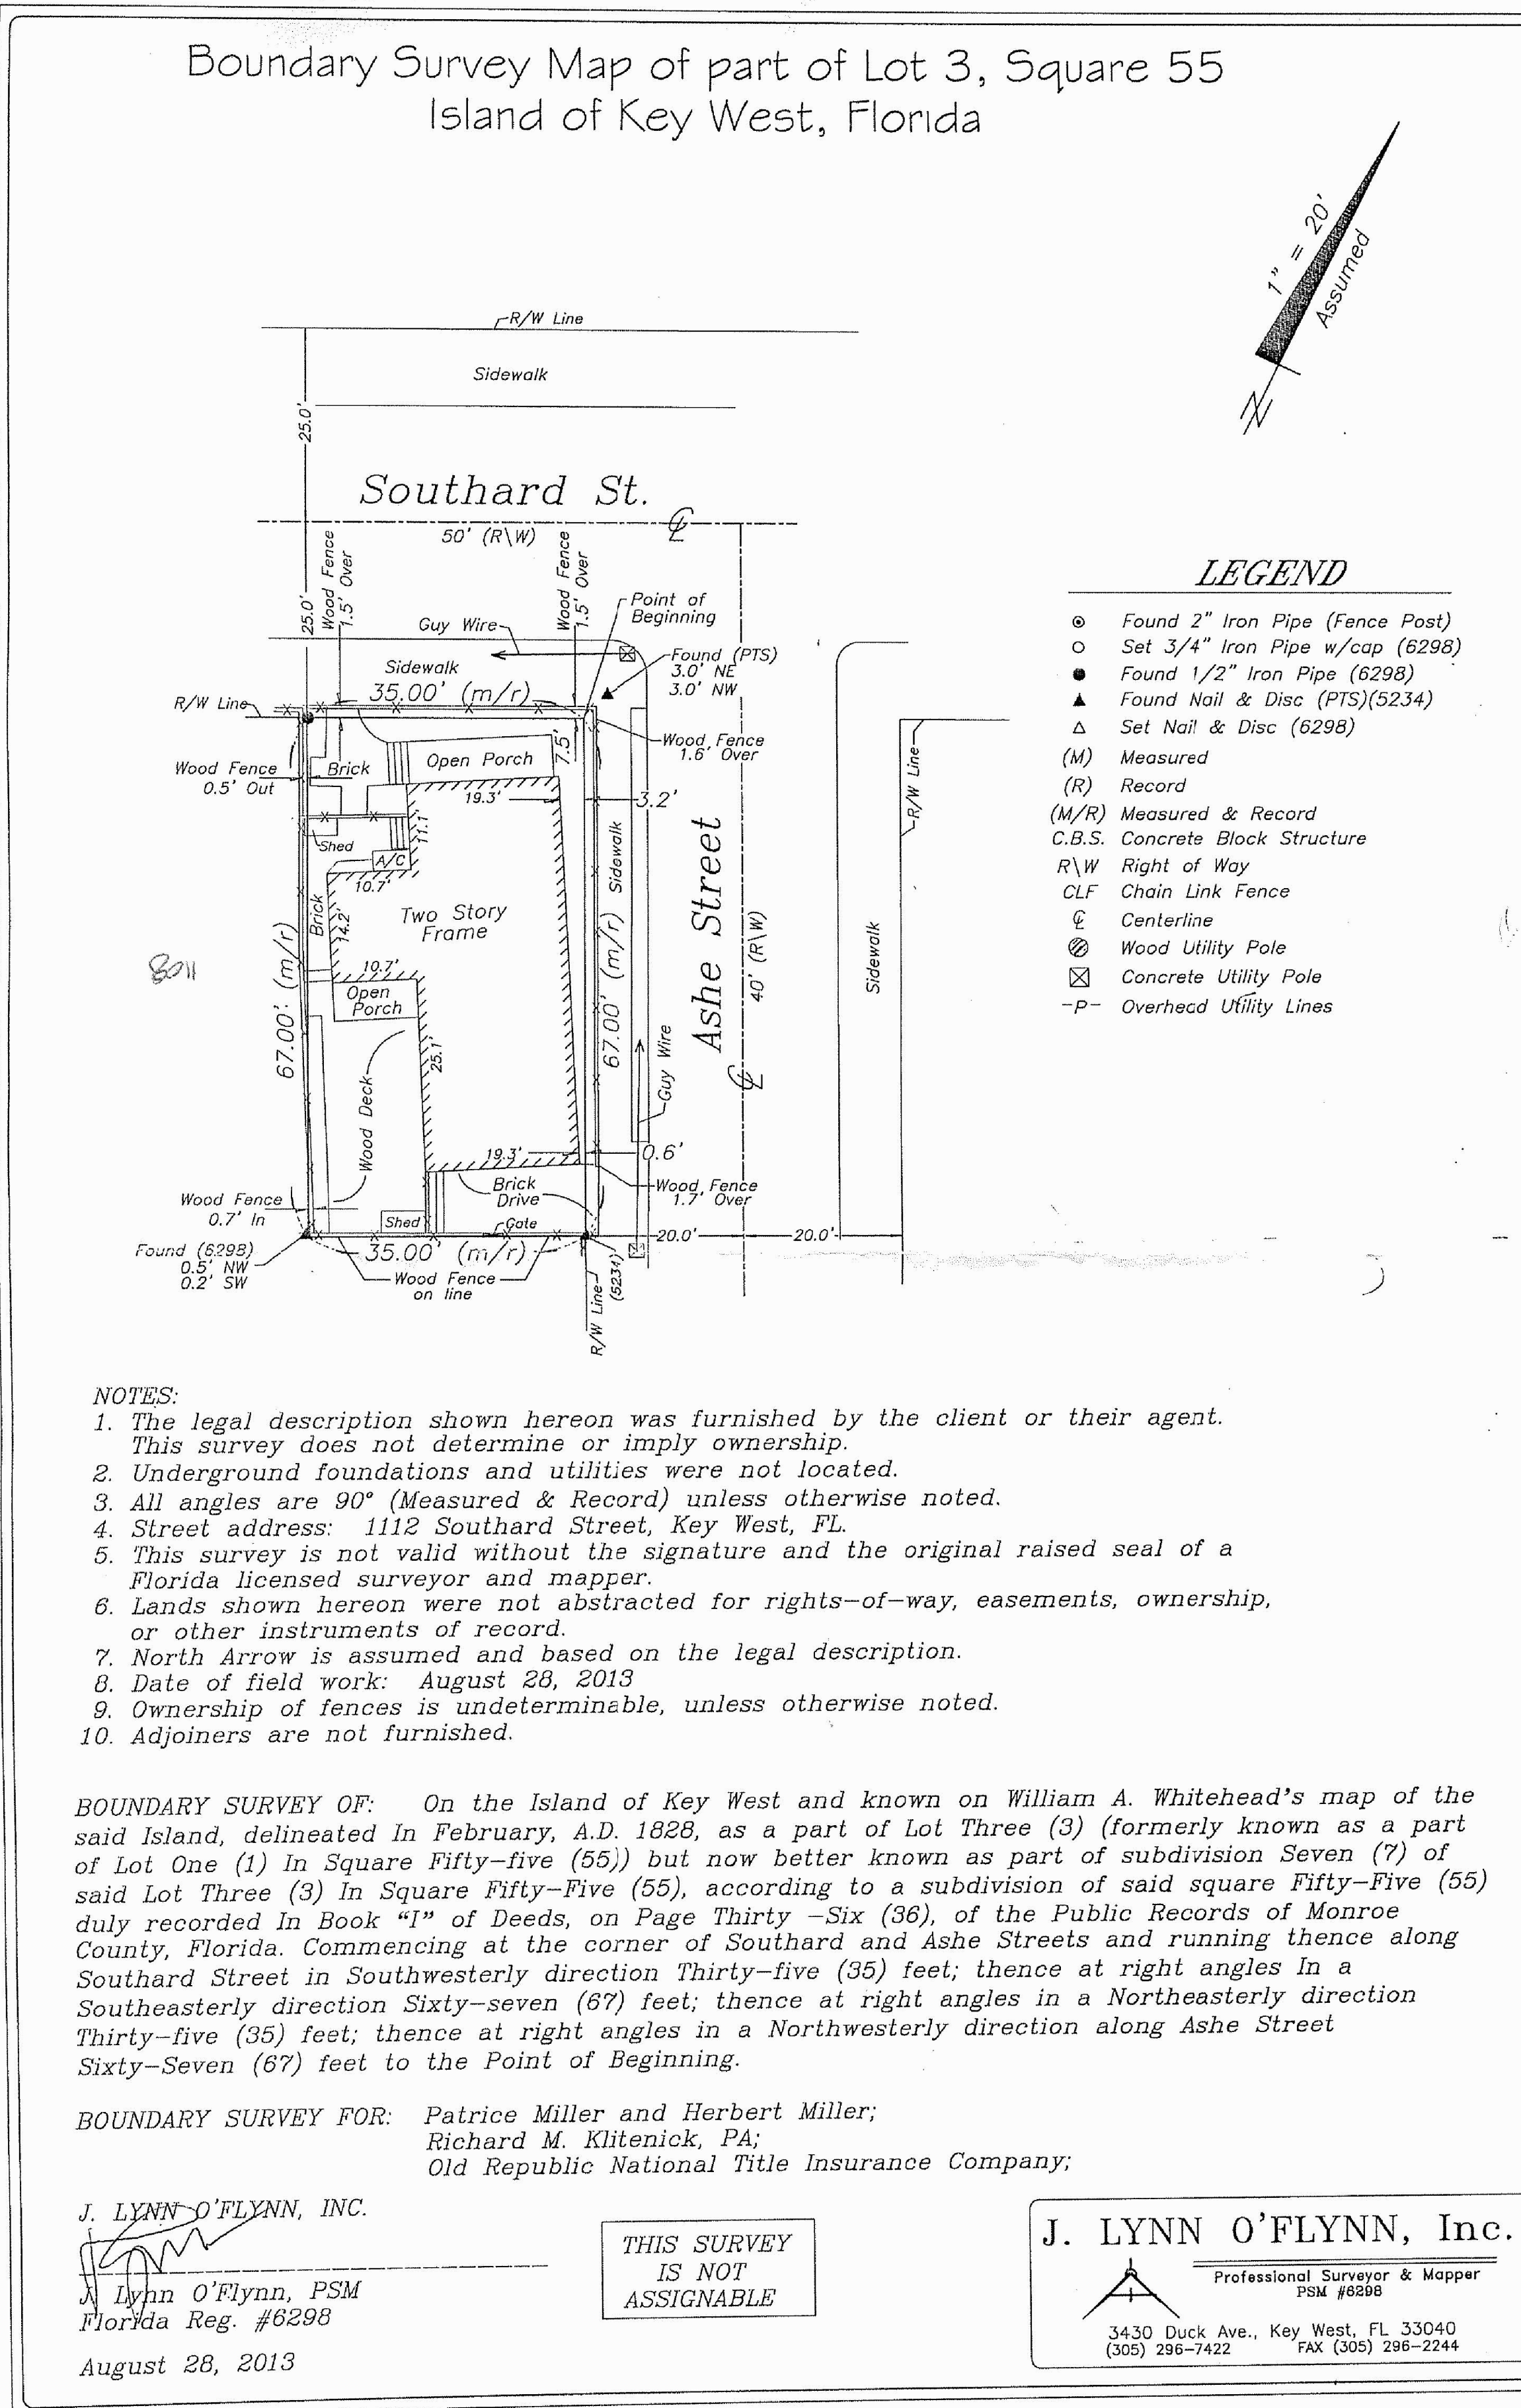 Boundary Survey Map of part of Lot 3, Square 55
Island of Key West, Florida
1" = 20'
Assumed
N
R/W Line
Sidewalk
25.0'
Southard St.
50' (R\W)
25.0'
Wood Fence
1.5' Over
Wood Fence
1.5' Over
Point of
Beginning
Guy Wire
Sidewalk
Found (PTS)
3.0' NE
3.0' NW
35.00' (m/r)
R/W Line
Wood Fence
1.6' Over
Wood Fence
0.5' Out
Brick
Open Porch
7.5'
19.3'
3.2'
11.1'
Shed
A/C
10.7'
Brick
14.2'
Two Story
Frame
Sidewalk
67.00' (m/r)
67.00' (m/r)
Ashe Street
40' (R\W)
R/W Line
Sidewalk
10.7'
Open
Porch
25.1'
Wood Deck
Guy Wire
19.3'
0.6'
Brick
Drive
Wood Fence
1.7' Over
Wood Fence
0.7' In
Shed
Gate
20.0'
20.0'
Found (6298)
0.5' NW
0.2' SW
35.00' (m/r)
Wood Fence
on line
R/W Line
(5234)
LEGEND
Found 2" Iron Pipe (Fence Post)
Set 3/4" Iron Pipe w/cap (6298)
Found 1/2" Iron Pipe (6298)
Found Nail & Disc (PTS)(5234)
Set Nail & Disc (6298)
(M) Measured
(R) Record
(M/R) Measured & Record
C.B.S. Concrete Block Structure
R\W Right of Way
CLF Chain Link Fence
℄ Centerline
Wood Utility Pole
Concrete Utility Pole
-P- Overhead Utility Lines
NOTES:
1. The legal description shown hereon was furnished by the client or their agent.
This survey does not determine or imply ownership.
2. Underground foundations and utilities were not located.
3. All angles are 90° (Measured & Record) unless otherwise noted.
4. Street address: 1112 Southard Street, Key West, FL.
5. This survey is not valid without the signature and the original raised seal of a
Florida licensed surveyor and mapper.
6. Lands shown hereon were not abstracted for rights-of-way, easements, ownership,
or other instruments of record.
7. North Arrow is assumed and based on the legal description.
8. Date of field work: August 28, 2013
9. Ownership of fences is undeterminable, unless otherwise noted.
10. Adjoiners are not furnished.
BOUNDARY SURVEY OF: On the Island of Key West and known on William A. Whitehead's map of the
said Island, delineated In February, A.D. 1828, as a part of Lot Three (3) (formerly known as a part
of Lot One (1) In Square Fifty-five (55)) but now better known as part of subdivision Seven (7) of
said Lot Three (3) In Square Fifty-Five (55), according to a subdivision of said square Fifty-Five (55)
duly recorded In Book "I" of Deeds, on Page Thirty -Six (36), of the Public Records of Monroe
County, Florida. Commencing at the corner of Southard and Ashe Streets and running thence along
Southard Street in Southwesterly direction Thirty-five (35) feet; thence at right angles In a
Southeasterly direction Sixty-seven (67) feet; thence at right angles in a Northeasterly direction
Thirty-five (35) feet; thence at right angles in a Northwesterly direction along Ashe Street
Sixty-Seven (67) feet to the Point of Beginning.
BOUNDARY SURVEY FOR: Patrice Miller and Herbert Miller;
Richard M. Klitenick, PA;
Old Republic National Title Insurance Company;
J. LYNN O'FLYNN, INC.
J. Lynn O'Flynn, PSM
Florida Reg. #6298
August 28, 2013
THIS SURVEY
IS NOT
ASSIGNABLE
J. LYNN O'FLYNN, Inc.
Professional Surveyor & Mapper
PSM #6298
3430 Duck Ave., Key West, FL 33040
(305) 296-7422 FAX (305) 296-2244